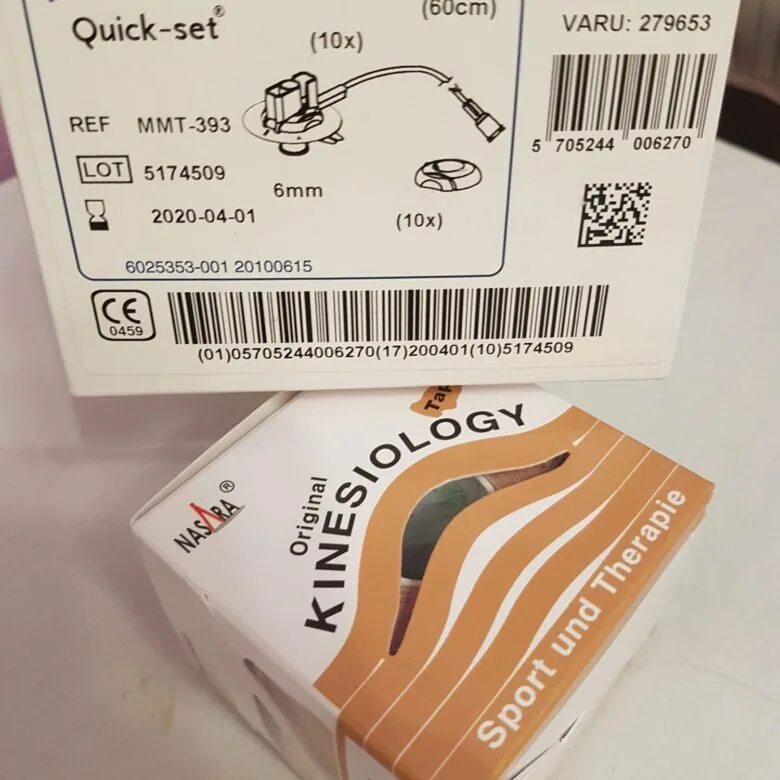 (60cm)
Quick-set®
(10x)
VARU: 279653
REF MMT-393
LOT 5174509
6mm
5 705244 006270
2020-04-01
(10x)
6025353-001 20100615
CE
0459
(01)05705244006270(17)200401(10)5174509
NASARA®
Original
KINESIOLOGY
Sport und Therapie